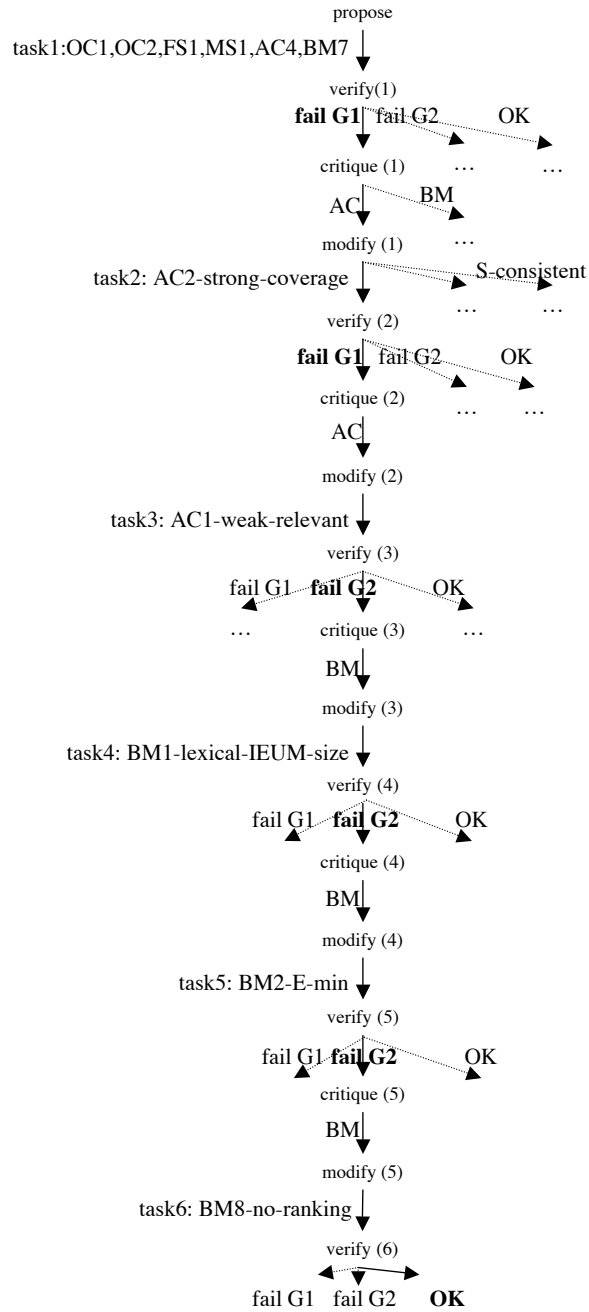 propose
task1:OC1,OC2,FS1,MS1,AC4,BM7
verify(1)
fail G1 fail G2 OK
critique (1) … …
AC BM
modify (1) …
task2: AC2-strong-coverage S-consistent
verify (2) … …
fail G1 fail G2 OK
critique (2) … …
AC
modify (2)
task3: AC1-weak-relevant
verify (3)
fail G1 fail G2 OK
… critique (3) …
BM
modify (3)
task4: BM1-lexical-IEUM-size
verify (4)
fail G1 fail G2 OK
critique (4)
BM
modify (4)
task5: BM2-E-min
verify (5)
fail G1 fail G2 OK
critique (5)
BM
modify (5)
task6: BM8-no-ranking
verify (6)
fail G1 fail G2 OK